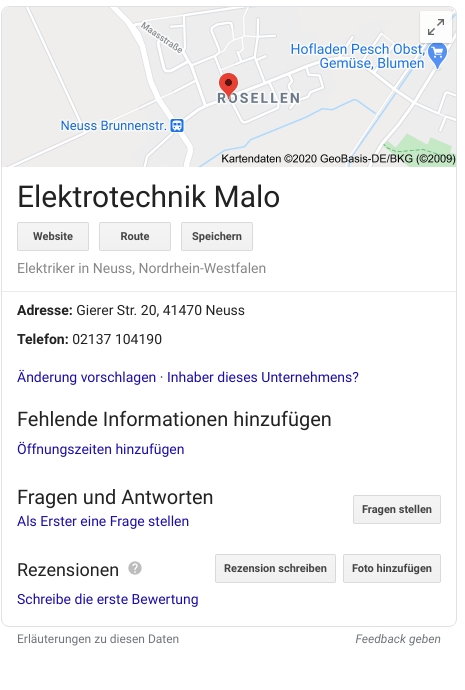 Maasstraße
Hofladen Pesch Obst,
Gemüse, Blumen
ROSELLEN
Neuss Brunnenstr.
Kartendaten ©2020 GeoBasis-DE/BKG (©2009)
Elektrotechnik Malo
Website Route Speichern
Elektriker in Neuss, Nordrhein-Westfalen
Adresse: Gierer Str. 20, 41470 Neuss
Telefon: 02137 104190
Änderung vorschlagen · Inhaber dieses Unternehmens?
Fehlende Informationen hinzufügen
Öffnungszeiten hinzufügen
Fragen und Antworten
Fragen stellen
Als Erster eine Frage stellen
Rezensionen ? Rezension schreiben Foto hinzufügen
Schreibe die erste Bewertung
Erläuterungen zu diesen Daten Feedback geben